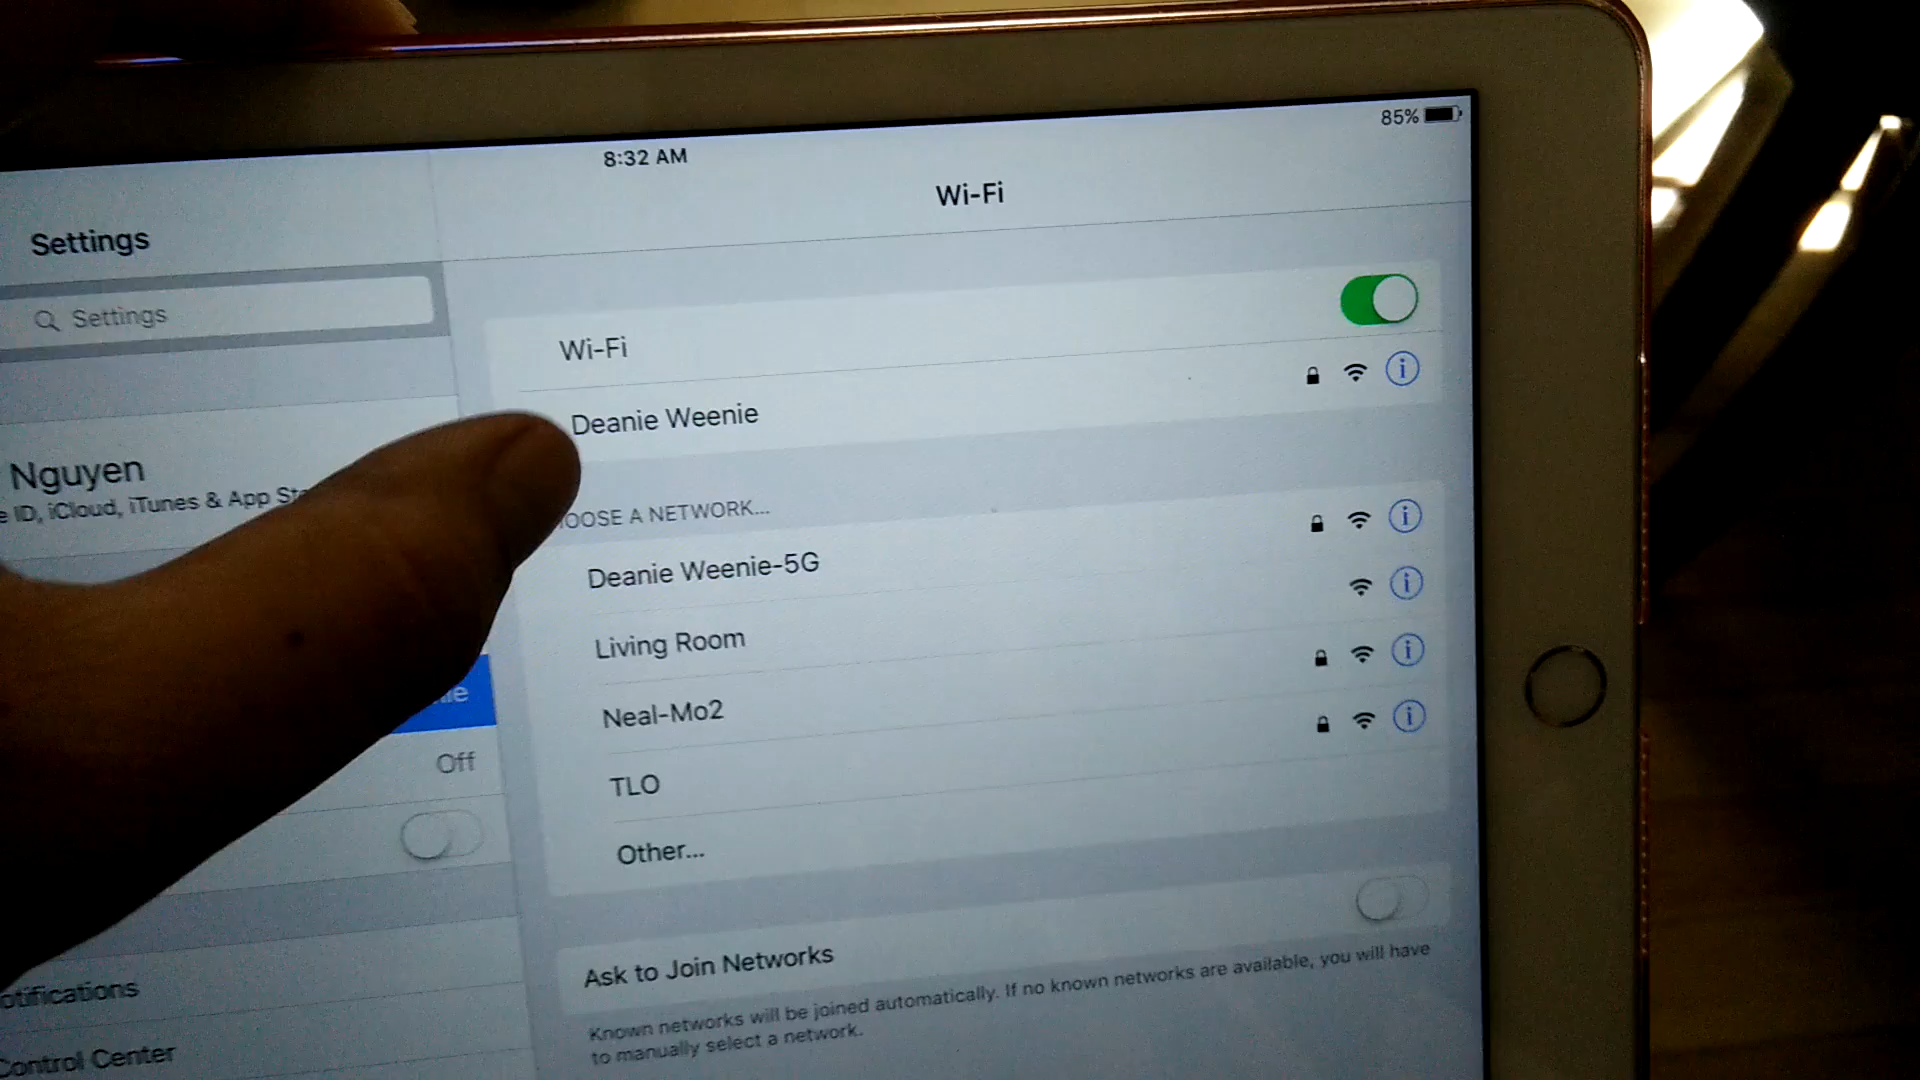 8:32 AM
85%
Settings
Wi-Fi
Settings
Wi-Fi
Deanie Weenie
Nguyen
ID, iCloud, iTunes & App
A NETWORK...
Deanie Weenie-5G
Living Room
Neal-Mo2
Off
TLO
Other...
Ask to Join Networks
Known networks will be joined automatically. If no known networks are available, you will have
to manually select a network.
Control Center